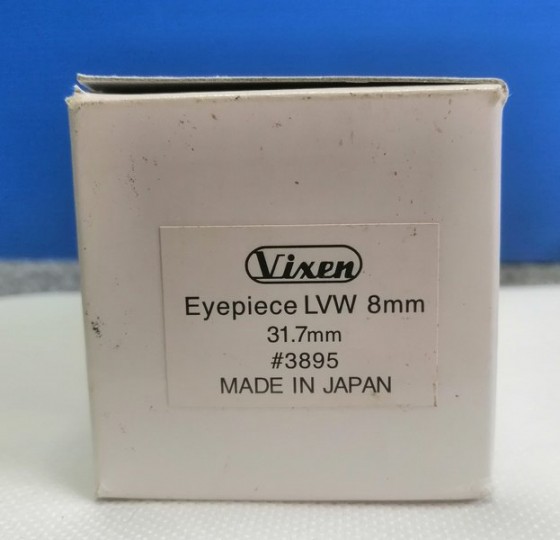 Vixen
Eyepiece LVW 8mm
31.7mm
#3895
MADE IN JAPAN